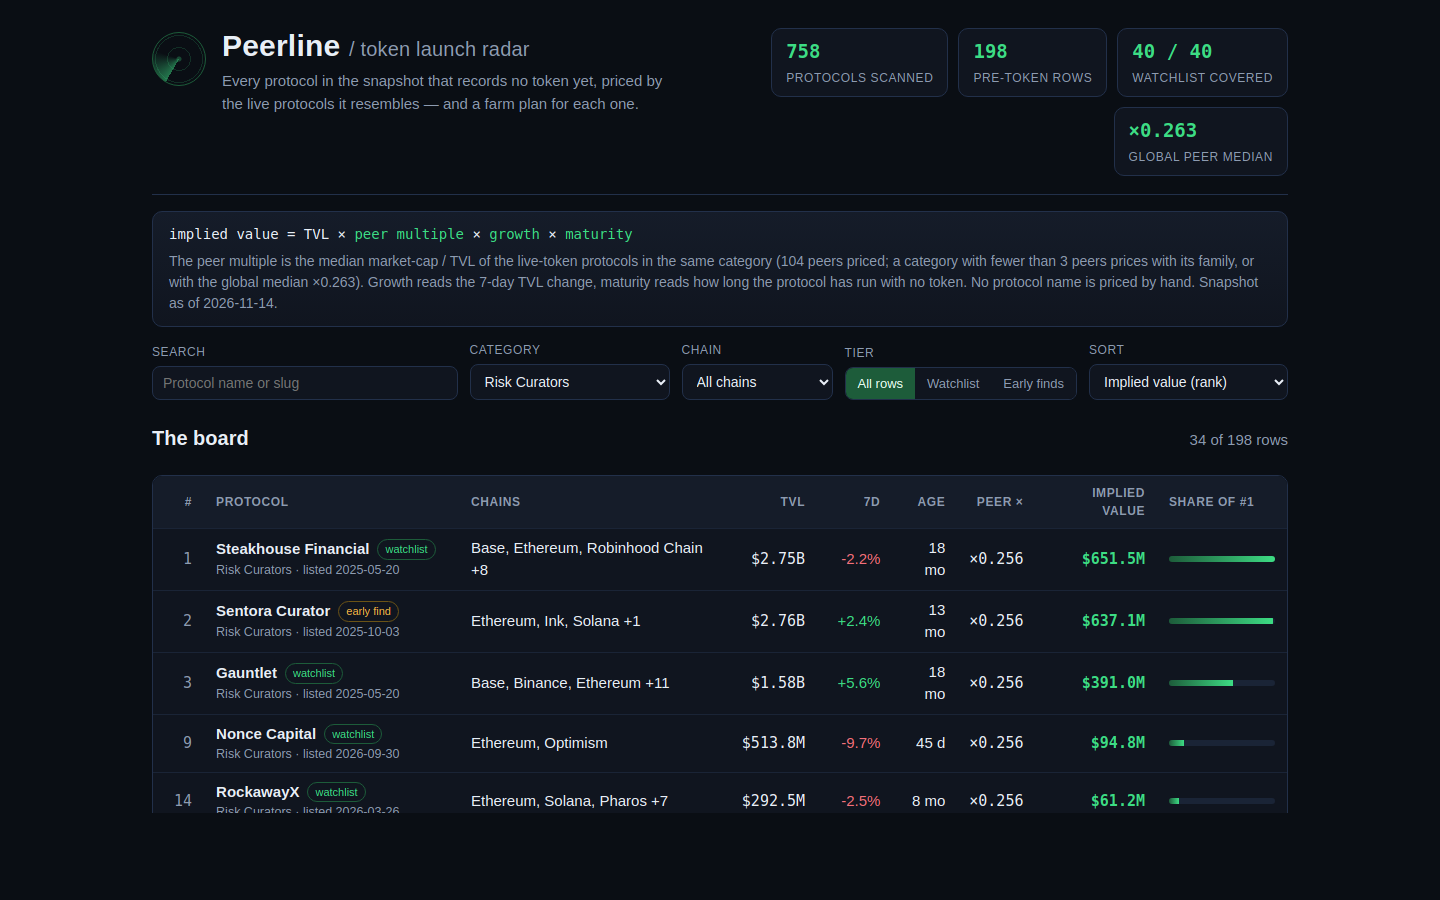 Peerline / token launch radar
Every protocol in the snapshot that records no token yet, priced by
the live protocols it resembles — and a farm plan for each one.
758
PROTOCOLS SCANNED
198
PRE-TOKEN ROWS
40 / 40
WATCHLIST COVERED
×0.263
GLOBAL PEER MEDIAN
implied value = TVL × peer multiple × growth × maturity
The peer multiple is the median market-cap / TVL of the live-token protocols in the same category (104 peers priced; a category with fewer than 3 peers prices with its family, or
with the global median ×0.263). Growth reads the 7-day TVL change, maturity reads how long the protocol has run with no token. No protocol name is priced by hand. Snapshot
as of 2026-11-14.
SEARCH
Protocol name or slug
CATEGORY
Risk Curators
CHAIN
All chains
TIER
All rows Watchlist Early finds
SORT
Implied value (rank)
The board
34 of 198 rows
# PROTOCOL CHAINS TVL 7D AGE PEER × IMPLIED VALUE SHARE OF #1
1 Steakhouse Financial watchlist Base, Ethereum, Robinhood Chain +8 $2.75B -2.2% 18 mo ×0.256 $651.5M
Risk Curators · listed 2025-05-20
2 Sentora Curator early find Ethereum, Ink, Solana +1 $2.76B +2.4% 13 mo ×0.256 $637.1M
Risk Curators · listed 2025-10-03
3 Gauntlet watchlist Base, Binance, Ethereum +11 $1.58B +5.6% 18 mo ×0.256 $391.0M
Risk Curators · listed 2025-05-20
9 Nonce Capital watchlist Ethereum, Optimism $513.8M -9.7% 45 d ×0.256 $94.8M
Risk Curators · listed 2026-09-30
14 RockawayX watchlist Ethereum, Solana, Pharos +7 $292.5M -2.5% 8 mo ×0.256 $61.2M
Risk Curators · listed 2026-03-26